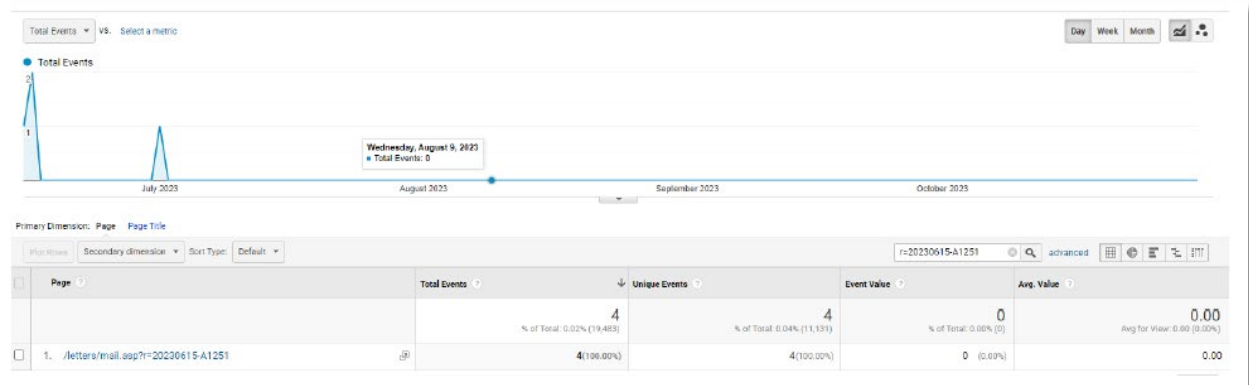 Total Events VS. Select a metric Day Week Month
Total Events
2
1
Wednesday, August 9, 2023
Total Events: 0
July 2023 August 2023 September 2023 October 2023
Primary Dimension: Page Page Title
Plot Rows Secondary dimension Sort Type: Default r=20230615-A1251 advanced
Page Total Events Unique Events Event Value Avg. Value
4 4 0 0.00
% of Total: 0.02% (19,483) % of Total: 0.04% (11,131) % of Total: 0.00% (0) Avg for View: 0.00 (0.00%)
1. /letters/mail.asp?r=20230615-A1251 4(100.00%) 4(100.00%) 0 (0.00%) 0.00